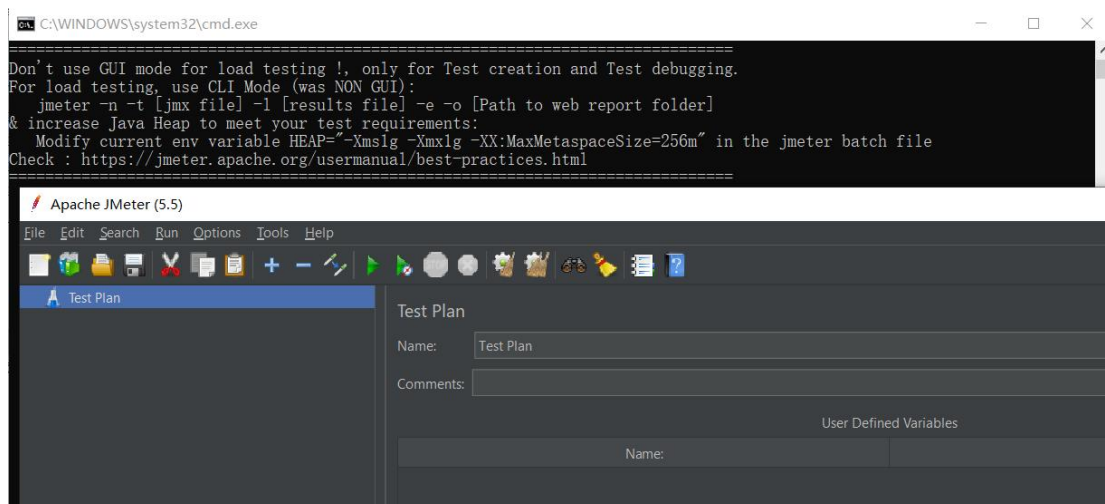 C:\WINDOWS\system32\cmd.exe
================================================================================
Don't use GUI mode for load testing !, only for Test creation and Test debugging.
For load testing, use CLI Mode (was NON GUI):
   jmeter -n -t [jmx file] -l [results file] -e -o [Path to web report folder]
& increase Java Heap to meet your test requirements:
   Modify current env variable HEAP="-Xms1g -Xmx1g -XX:MaxMetaspaceSize=256m" in the jmeter batch file
Check : https://jmeter.apache.org/usermanual/best-practices.html
================================================================================
Apache JMeter (5.5)
File Edit Search Run Options Tools Help
Test Plan
Test Plan
Name: Test Plan
Comments:
User Defined Variables
Name: